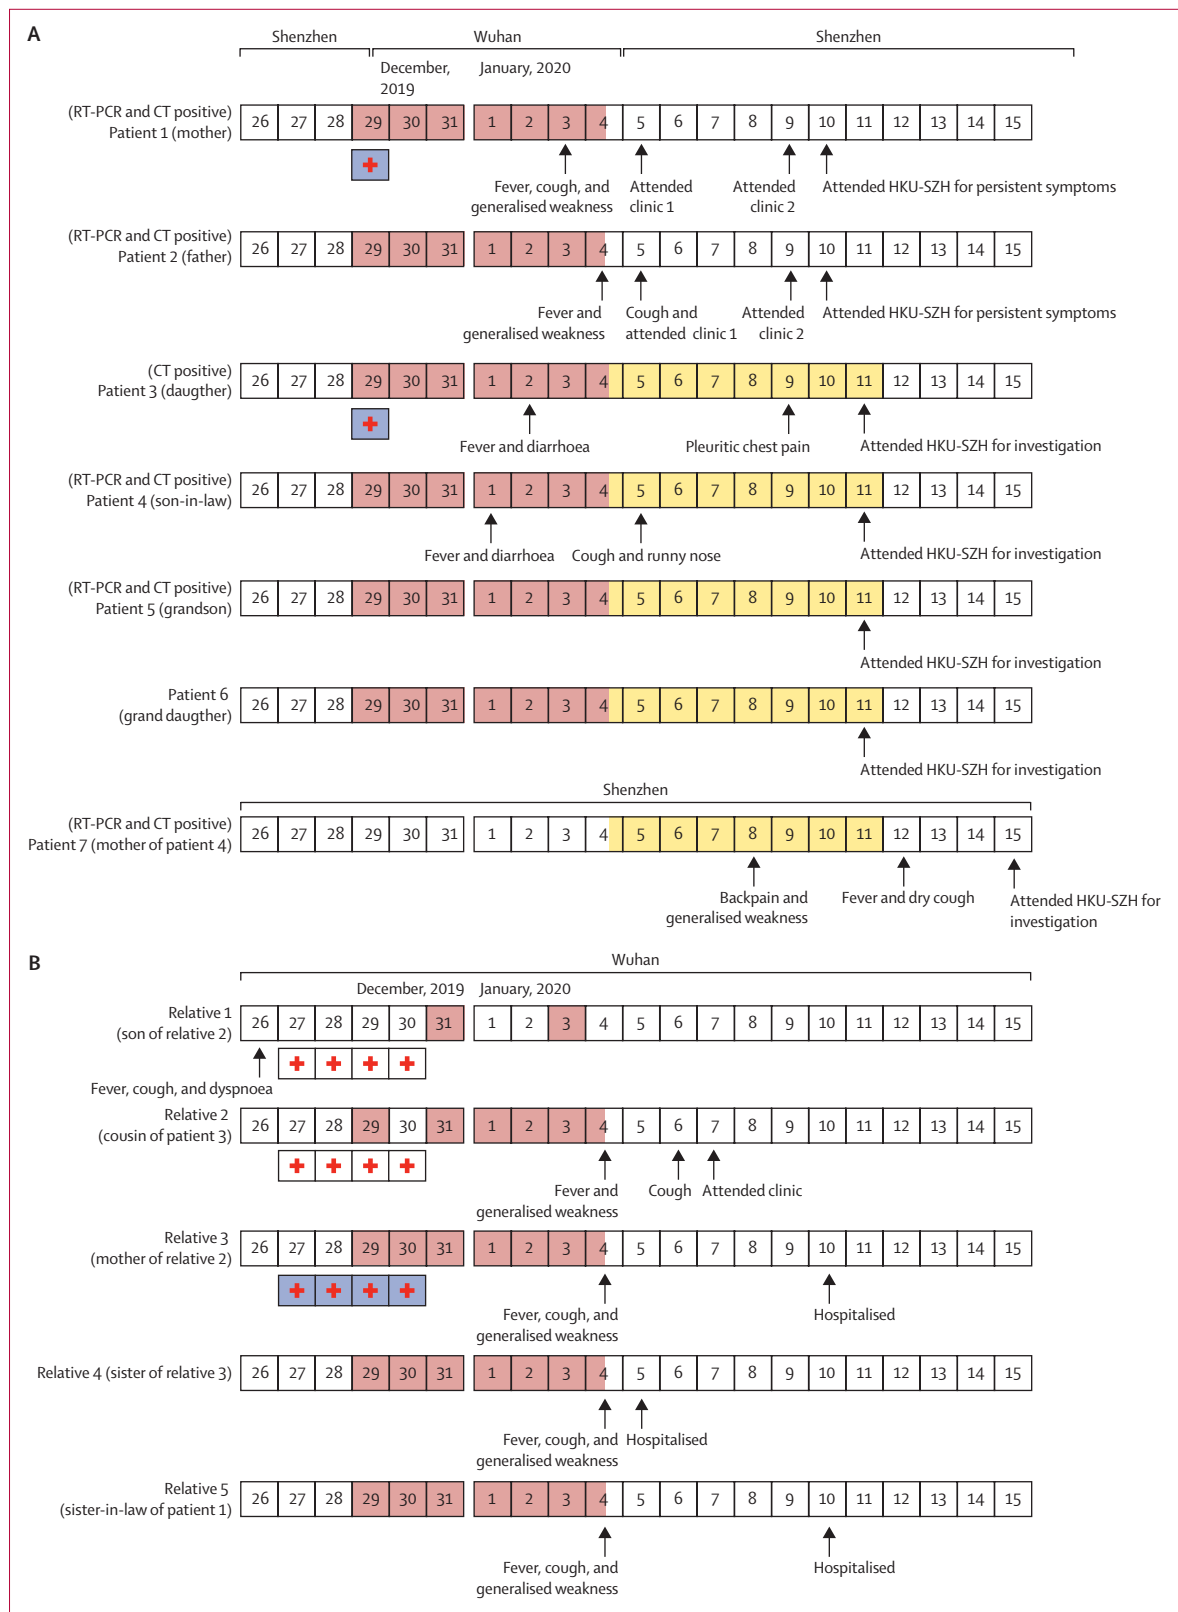 A
Shenzhen Wuhan Shenzhen
December, 2019 January, 2020
(RT-PCR and CT positive)
Patient 1 (mother)
26 27 28 29 30 31 1 2 3 4 5 6 7 8 9 10 11 12 13 14 15
Fever, cough, and generalised weakness
Attended clinic 1
Attended clinic 2
Attended HKU-SZH for persistent symptoms
(RT-PCR and CT positive)
Patient 2 (father)
26 27 28 29 30 31 1 2 3 4 5 6 7 8 9 10 11 12 13 14 15
Fever and generalised weakness
Cough and attended clinic 1
Attended clinic 2
Attended HKU-SZH for persistent symptoms
(CT positive)
Patient 3 (daugther)
26 27 28 29 30 31 1 2 3 4 5 6 7 8 9 10 11 12 13 14 15
Fever and diarrhoea
Pleuritic chest pain
Attended HKU-SZH for investigation
(RT-PCR and CT positive)
Patient 4 (son-in-law)
26 27 28 29 30 31 1 2 3 4 5 6 7 8 9 10 11 12 13 14 15
Fever and diarrhoea
Cough and runny nose
Attended HKU-SZH for investigation
(RT-PCR and CT positive)
Patient 5 (grandson)
26 27 28 29 30 31 1 2 3 4 5 6 7 8 9 10 11 12 13 14 15
Attended HKU-SZH for investigation
Patient 6
(grand daugther)
26 27 28 29 30 31 1 2 3 4 5 6 7 8 9 10 11 12 13 14 15
Attended HKU-SZH for investigation
Shenzhen
(RT-PCR and CT positive)
Patient 7 (mother of patient 4)
26 27 28 29 30 31 1 2 3 4 5 6 7 8 9 10 11 12 13 14 15
Backpain and generalised weakness
Fever and dry cough
Attended HKU-SZH for investigation
B
Wuhan
December, 2019 January, 2020
Relative 1
(son of relative 2)
26 27 28 29 30 31 1 2 3 4 5 6 7 8 9 10 11 12 13 14 15
Fever, cough, and dyspnoea
Relative 2
(cousin of patient 3)
26 27 28 29 30 31 1 2 3 4 5 6 7 8 9 10 11 12 13 14 15
Fever and generalised weakness
Cough
Attended clinic
Relative 3
(mother of relative 2)
26 27 28 29 30 31 1 2 3 4 5 6 7 8 9 10 11 12 13 14 15
Fever, cough, and generalised weakness
Hospitalised
Relative 4 (sister of relative 3)
26 27 28 29 30 31 1 2 3 4 5 6 7 8 9 10 11 12 13 14 15
Fever, cough, and generalised weakness
Hospitalised
Relative 5
(sister-in-law of patient 1)
26 27 28 29 30 31 1 2 3 4 5 6 7 8 9 10 11 12 13 14 15
Fever, cough, and generalised weakness
Hospitalised